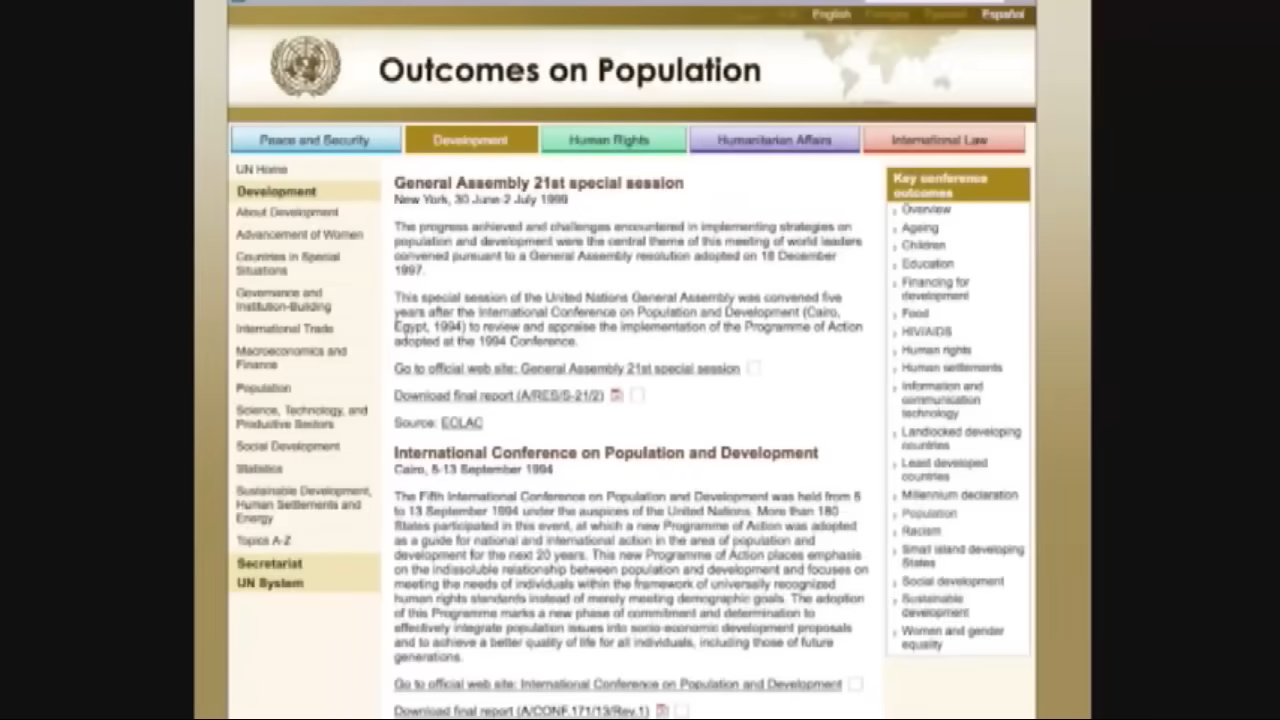 English Français Español
Outcomes on Population
Peace and Security
Development
Human Rights
Humanitarian Affairs
International Law
UN Home
Development
About Development
Advancement of Women
Countries in Special
Situations
Governance and
Institution-Building
International Trade
Macroeconomics and
Finance
Population
Science, Technology, and
Productive Sectors
Social Development
Statistics
Sustainable Development,
Human Settlements and
Energy
Topics A-Z
Secretariat
UN System
General Assembly 21st special session
New York, 30 June-2 July 1999
The progress achieved and challenges encountered in implementing strategies on
population and development were the central theme of this meeting of world leaders
convened pursuant to a General Assembly resolution adopted on 18 December
1997.
This special session of the United Nations General Assembly was convened five
years after the International Conference on Population and Development (Cairo,
Egypt, 1994) to review and appraise the implementation of the Programme of Action
adopted at the 1994 Conference.
Go to official web site: General Assembly 21st special session
Download final report (A/RES/S-21/2)
Source: ECLAC
International Conference on Population and Development
Cairo, 5-13 September 1994
The Fifth International Conference on Population and Development was held from 5
to 13 September 1994 under the auspices of the United Nations. More than 180
States participated in this event, at which a new Programme of Action was adopted
as a guide for national and international action in the area of population and
development for the next 20 years. This new Programme of Action places emphasis
on the indissoluble relationship between population and development and focuses on
meeting the needs of individuals within the framework of universally recognized
human rights standards instead of merely meeting demographic goals. The adoption
of this Programme marks a new phase of commitment and determination to
effectively integrate population issues into socio-economic development proposals
and to achieve a better quality of life for all individuals, including those of future
generations.
Go to official web site: International Conference on Population and Development
Download final report (A/CONF.171/13/Rev.1)
Key conference
outcomes
Overview
Ageing
Children
Education
Financing for
development
Food
HIV/AIDS
Human rights
Human settlements
Information and
communication
technology
Landlocked developing
countries
Least developed
countries
Millennium declaration
Population
Racism
Small island developing
States
Social development
Sustainable
development
Women and gender
equality